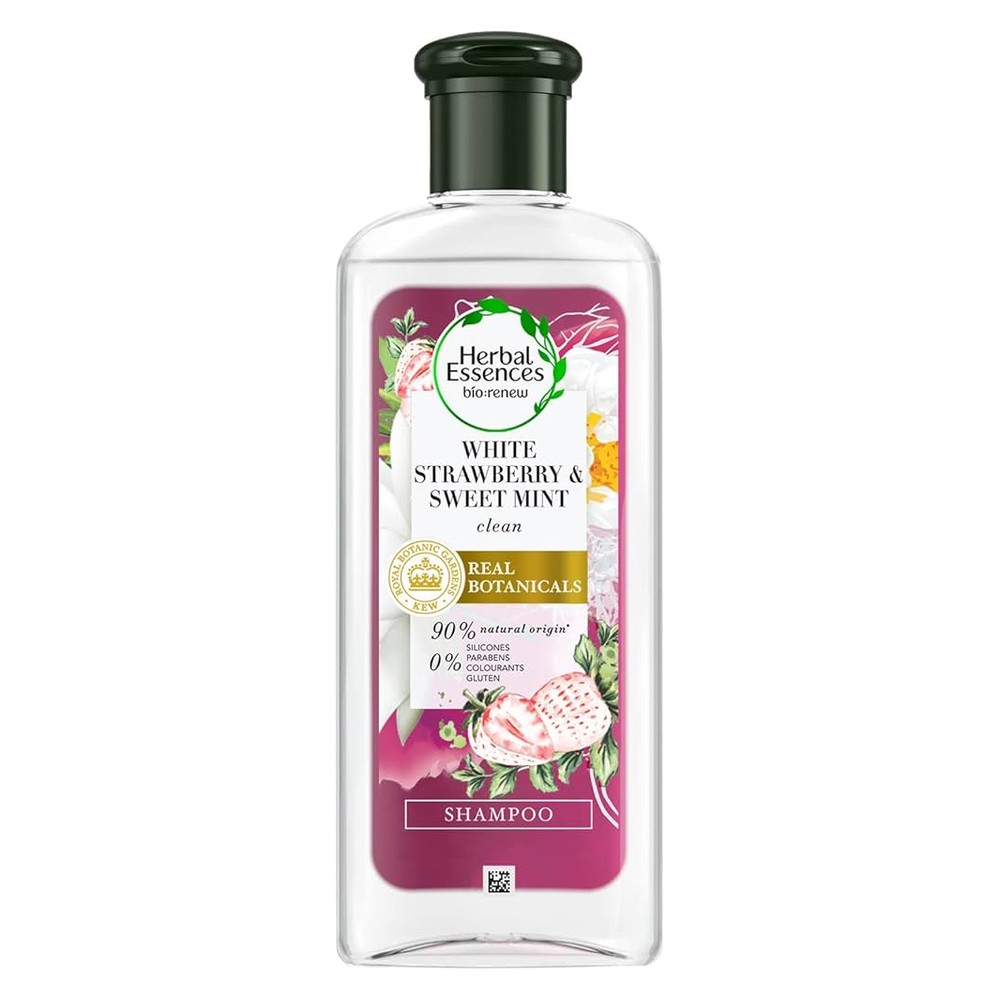 Herbal
Essences
bío:renew
WHITE
STRAWBERRY &
SWEET MINT
clean
ROYAL BOTANIC GARDENS
• KEW •
REAL
BOTANICALS
90% natural origin*
0%
SILICONES
PARABENS
COLOURANTS
GLUTEN
SHAMPOO